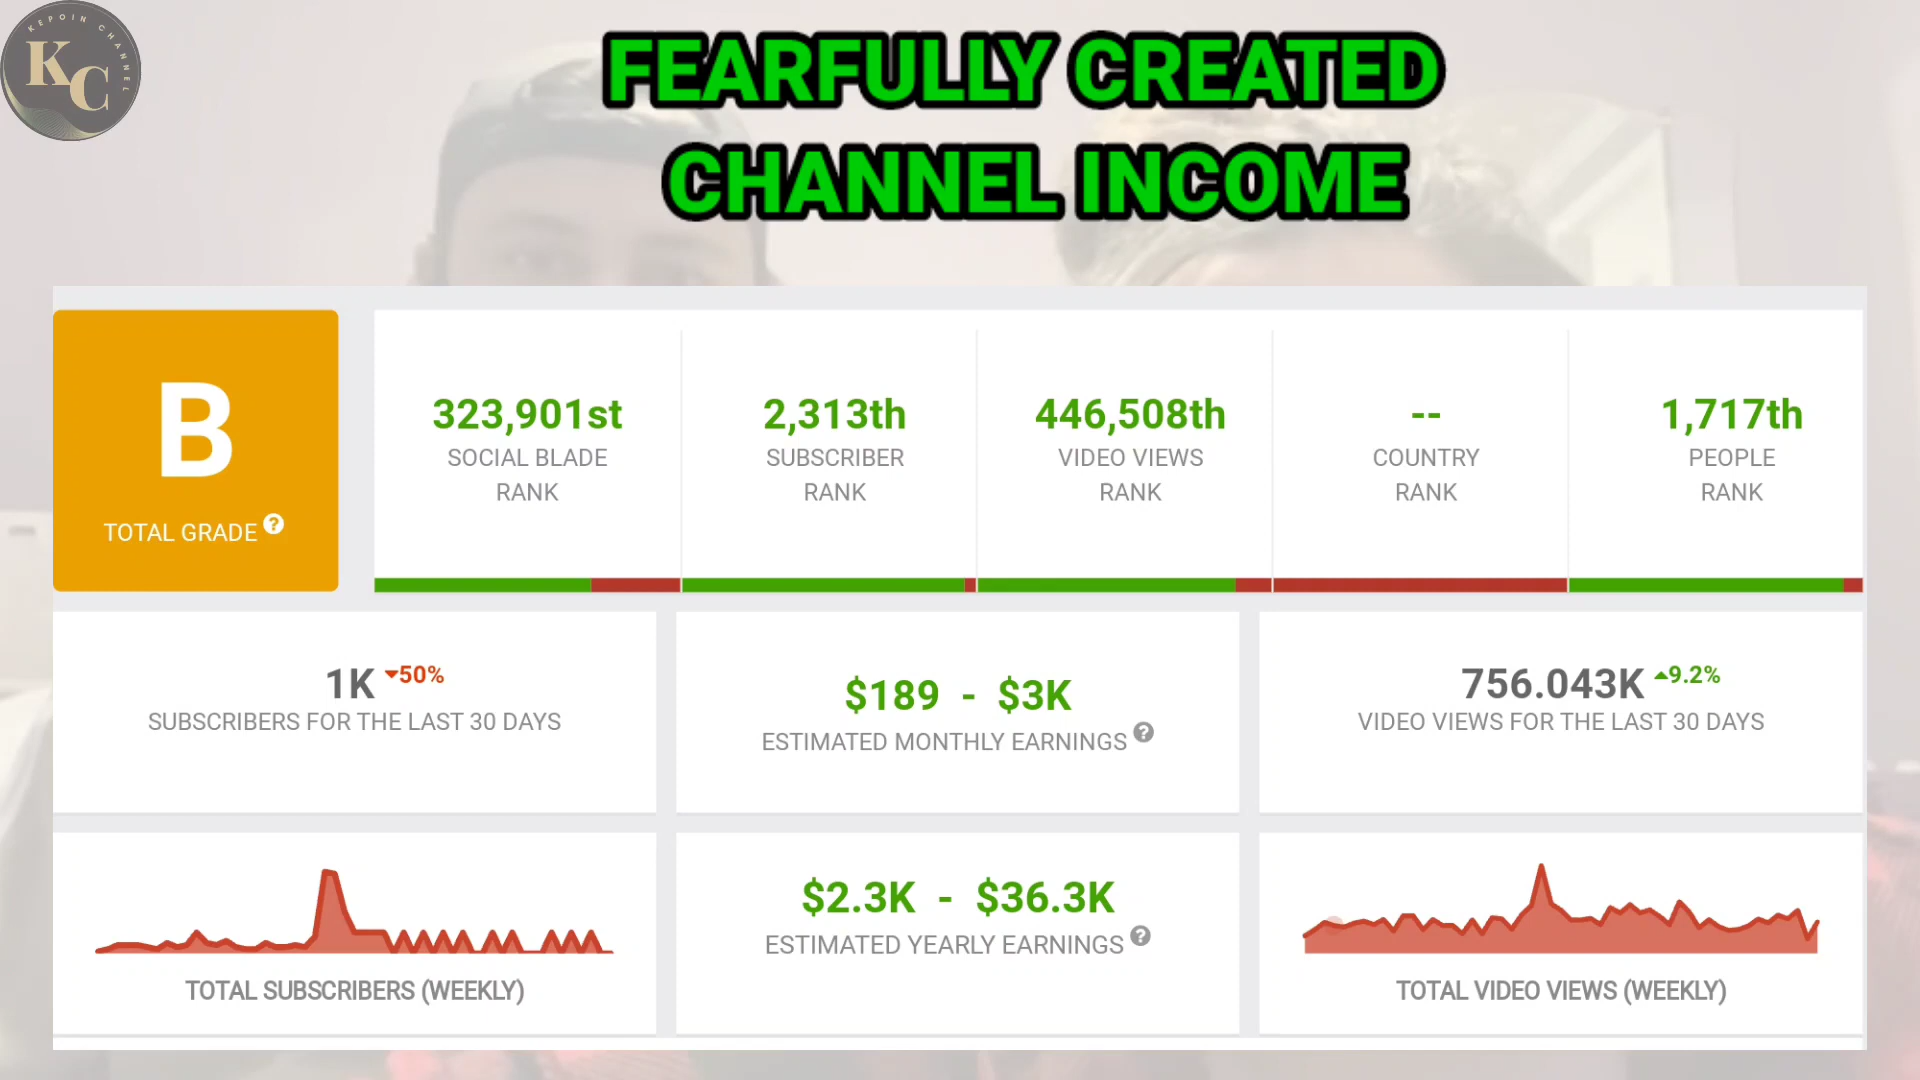 KEPOIN CHANNEL
KC
FEARFULLY CREATED
CHANNEL INCOME
B
TOTAL GRADE ?
323,901st
SOCIAL BLADE
RANK
2,313th
SUBSCRIBER
RANK
446,508th
VIDEO VIEWS
RANK
--
COUNTRY
RANK
1,717th
PEOPLE
RANK
1K 50%
SUBSCRIBERS FOR THE LAST 30 DAYS
$189 - $3K
ESTIMATED MONTHLY EARNINGS ?
756.043K 9.2%
VIDEO VIEWS FOR THE LAST 30 DAYS
TOTAL SUBSCRIBERS (WEEKLY)
$2.3K - $36.3K
ESTIMATED YEARLY EARNINGS ?
TOTAL VIDEO VIEWS (WEEKLY)